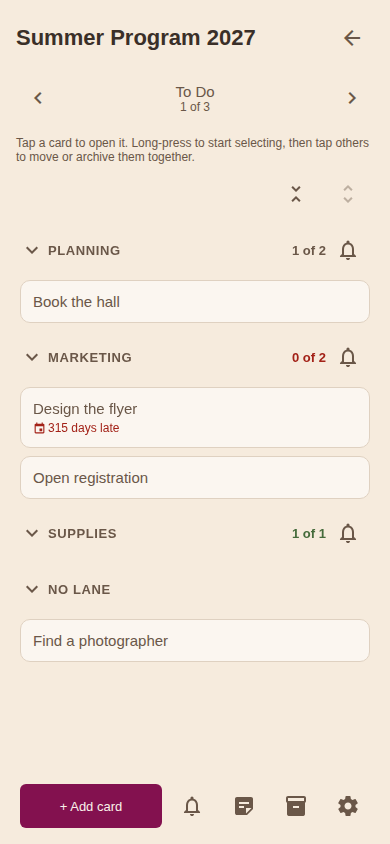 Summer Program 2027
To Do
1 of 3
Tap a card to open it. Long-press to start selecting, then tap others
to move or archive them together.
PLANNING 1 of 2
Book the hall
MARKETING 0 of 2
Design the flyer
315 days late
Open registration
SUPPLIES 1 of 1
NO LANE
Find a photographer
+ Add card